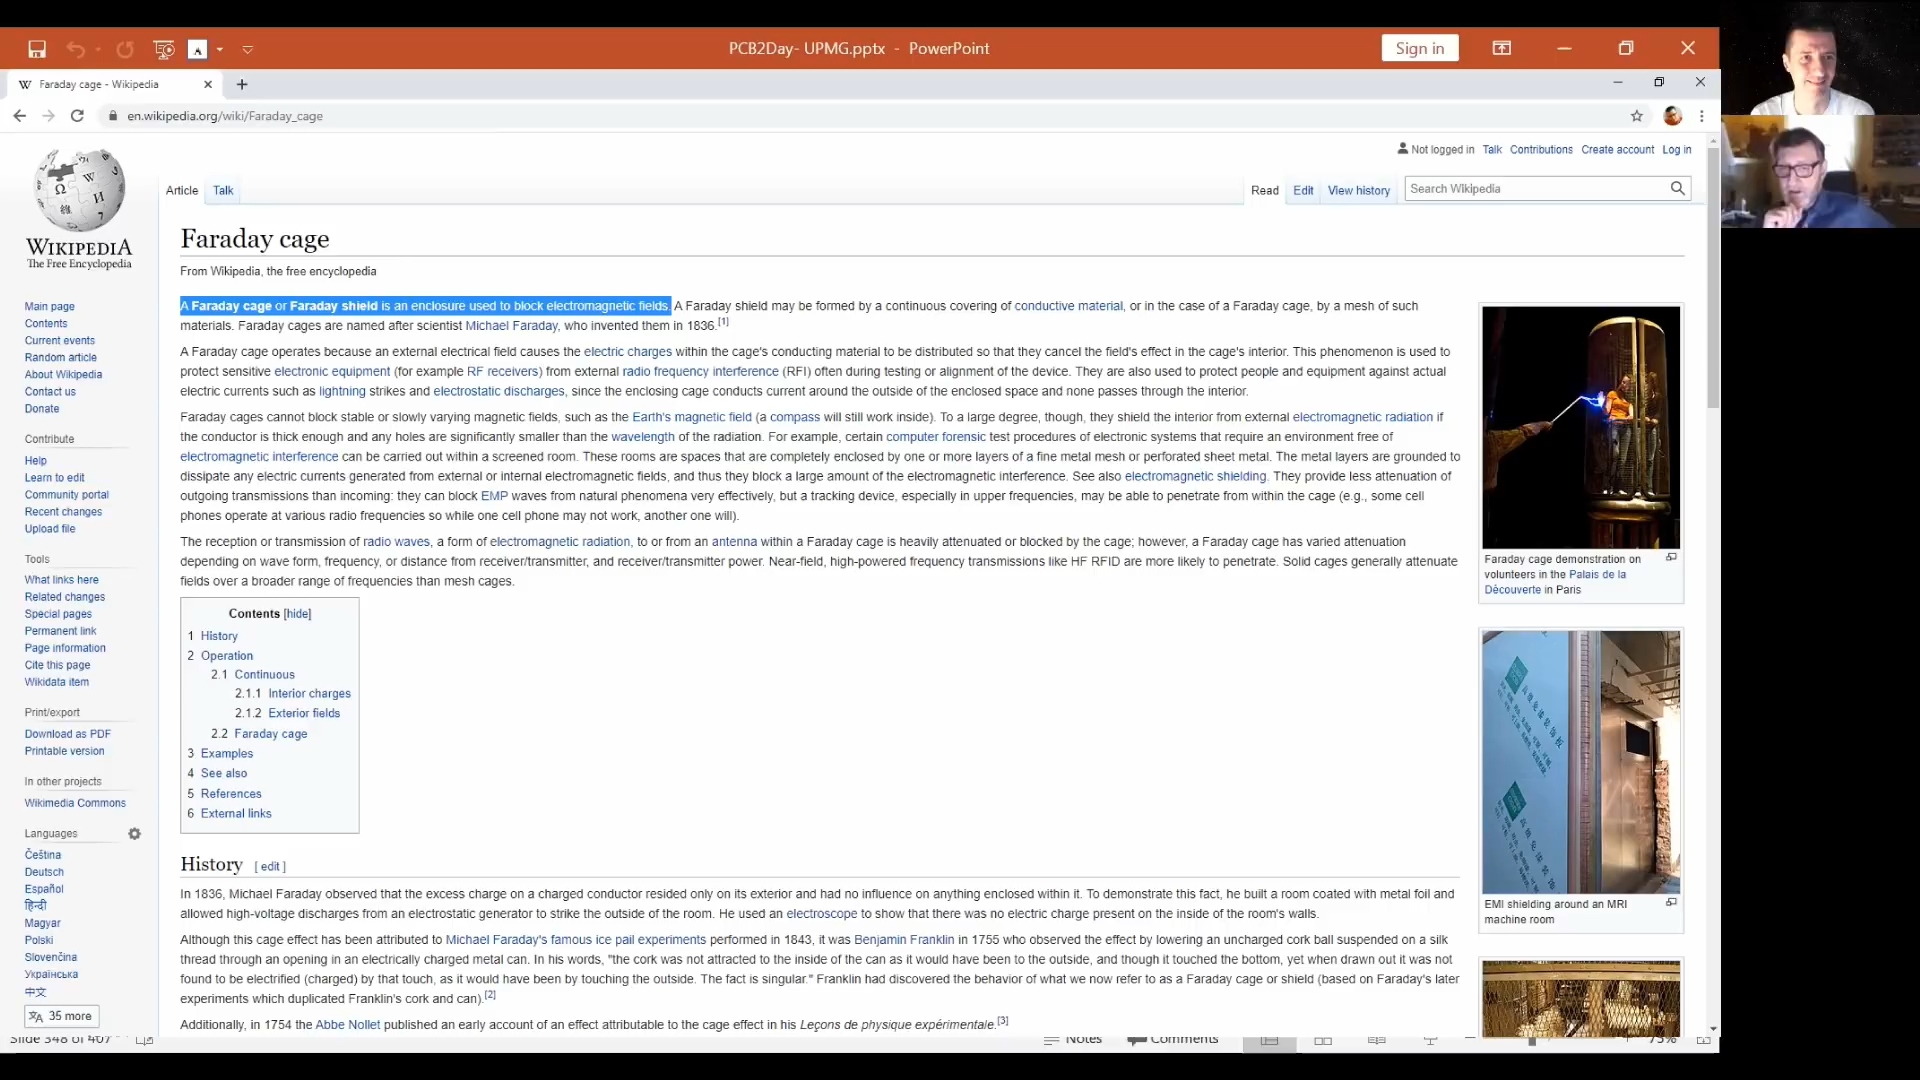 PCB2Day- UPMG.pptx - PowerPoint
Sign in
Faraday cage - Wikipedia
en.wikipedia.org/wiki/Faraday_cage
Not logged in Talk Contributions Create account Log in
Article Talk
Read Edit View history Search Wikipedia
WIKIPEDIA
The Free Encyclopedia
Main page
Contents
Current events
Random article
About Wikipedia
Contact us
Donate
Contribute
Help
Learn to edit
Community portal
Recent changes
Upload file
Tools
What links here
Related changes
Special pages
Permanent link
Page information
Cite this page
Wikidata item
Print/export
Download as PDF
Printable version
In other projects
Wikimedia Commons
Languages
Čeština
Deutsch
Español
हिन्दी
Magyar
Polski
Slovenčina
Українська
中文
35 more
Faraday cage
From Wikipedia, the free encyclopedia
A Faraday cage or Faraday shield is an enclosure used to block electromagnetic fields. A Faraday shield may be formed by a continuous covering of conductive material, or in the case of a Faraday cage, by a mesh of such
materials. Faraday cages are named after scientist Michael Faraday, who invented them in 1836.[1]
A Faraday cage operates because an external electrical field causes the electric charges within the cage's conducting material to be distributed so that they cancel the field's effect in the cage's interior. This phenomenon is used to
protect sensitive electronic equipment (for example RF receivers) from external radio frequency interference (RFI) often during testing or alignment of the device. They are also used to protect people and equipment against actual
electric currents such as lightning strikes and electrostatic discharges, since the enclosing cage conducts current around the outside of the enclosed space and none passes through the interior.
Faraday cages cannot block stable or slowly varying magnetic fields, such as the Earth's magnetic field (a compass will still work inside). To a large degree, though, they shield the interior from external electromagnetic radiation if
the conductor is thick enough and any holes are significantly smaller than the wavelength of the radiation. For example, certain computer forensic test procedures of electronic systems that require an environment free of
electromagnetic interference can be carried out within a screened room. These rooms are spaces that are completely enclosed by one or more layers of a fine metal mesh or perforated sheet metal. The metal layers are grounded to
dissipate any electric currents generated from external or internal electromagnetic fields, and thus they block a large amount of the electromagnetic interference. See also electromagnetic shielding. They provide less attenuation of
outgoing transmissions than incoming: they can block EMP waves from natural phenomena very effectively, but a tracking device, especially in upper frequencies, may be able to penetrate from within the cage (e.g., some cell
phones operate at various radio frequencies so while one cell phone may not work, another one will).
The reception or transmission of radio waves, a form of electromagnetic radiation, to or from an antenna within a Faraday cage is heavily attenuated or blocked by the cage; however, a Faraday cage has varied attenuation
depending on wave form, frequency, or distance from receiver/transmitter, and receiver/transmitter power. Near-field, high-powered frequency transmissions like HF RFID are more likely to penetrate. Solid cages generally attenuate
fields over a broader range of frequencies than mesh cages.
Contents [hide]
1 History
2 Operation
2.1 Continuous
2.1.1 Interior charges
2.1.2 Exterior fields
2.2 Faraday cage
3 Examples
4 See also
5 References
6 External links
History [ edit ]
In 1836, Michael Faraday observed that the excess charge on a charged conductor resided only on its exterior and had no influence on anything enclosed within it. To demonstrate this fact, he built a room coated with metal foil and
allowed high-voltage discharges from an electrostatic generator to strike the outside of the room. He used an electroscope to show that there was no electric charge present on the inside of the room's walls.
Although this cage effect has been attributed to Michael Faraday's famous ice pail experiments performed in 1843, it was Benjamin Franklin in 1755 who observed the effect by lowering an uncharged cork ball suspended on a silk
thread through an opening in an electrically charged metal can. In his words, "the cork was not attracted to the inside of the can as it would have been to the outside, and though it touched the bottom, yet when drawn out it was not
found to be electrified (charged) by that touch, as it would have been by touching the outside. The fact is singular." Franklin had discovered the behavior of what we now refer to as a Faraday cage or shield (based on Faraday's later
experiments which duplicated Franklin's cork and can).[2]
Additionally, in 1754 the Abbe Nollet published an early account of an effect attributable to the cage effect in his Leçons de physique expérimentale.[3]
Faraday cage demonstration on
volunteers in the Palais de la
Découverte in Paris
EMI shielding around an MRI
machine room
Slide 348 of 407
Notes Comments 73%